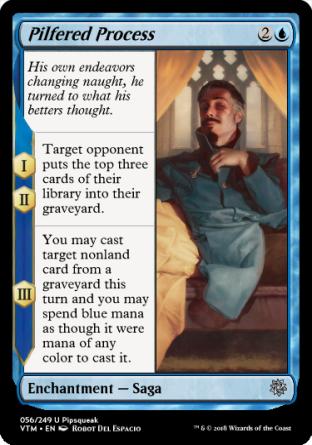 Pilfered Process 2
His own endeavors
changing naught, he
turned to what his
betters thought.
I
II
Target opponent
puts the top three
cards of their
library into their
graveyard.
III
You may cast
target nonland
card from a
graveyard this
turn and you may
spend blue mana
as though it were
mana of any
color to cast it.
Enchantment — Saga
056/249 U Pipsqueak
VTM • EN Robot Del Espacio
™ & © 2018 Wizards of the Coast